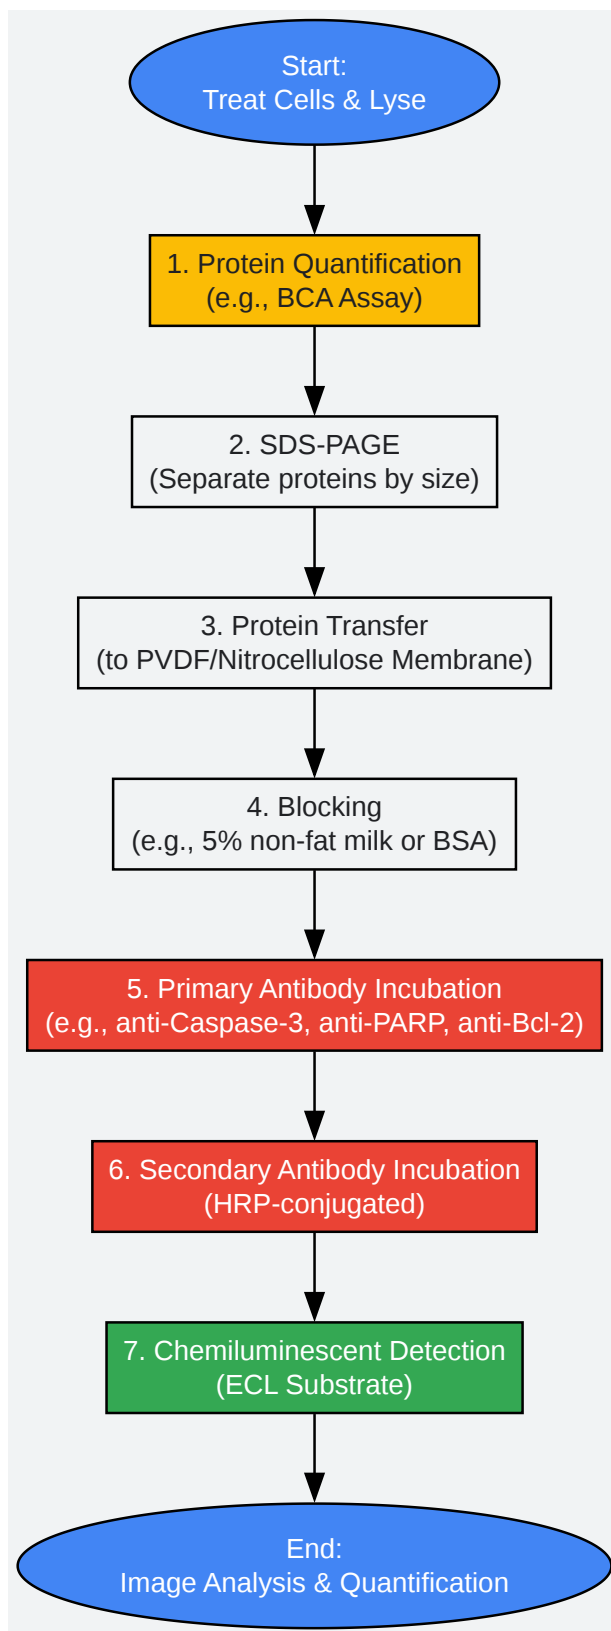 Start:
Treat Cells & Lyse
1. Protein Quantification
(e.g., BCA Assay)
2. SDS-PAGE
(Separate proteins by size)
3. Protein Transfer
(to PVDF/Nitrocellulose Membrane)
4. Blocking
(e.g., 5% non-fat milk or BSA)
5. Primary Antibody Incubation
(e.g., anti-Caspase-3, anti-PARP, anti-Bcl-2)
6. Secondary Antibody Incubation
(HRP-conjugated)
7. Chemiluminescent Detection
(ECL Substrate)
End:
Image Analysis & Quantification